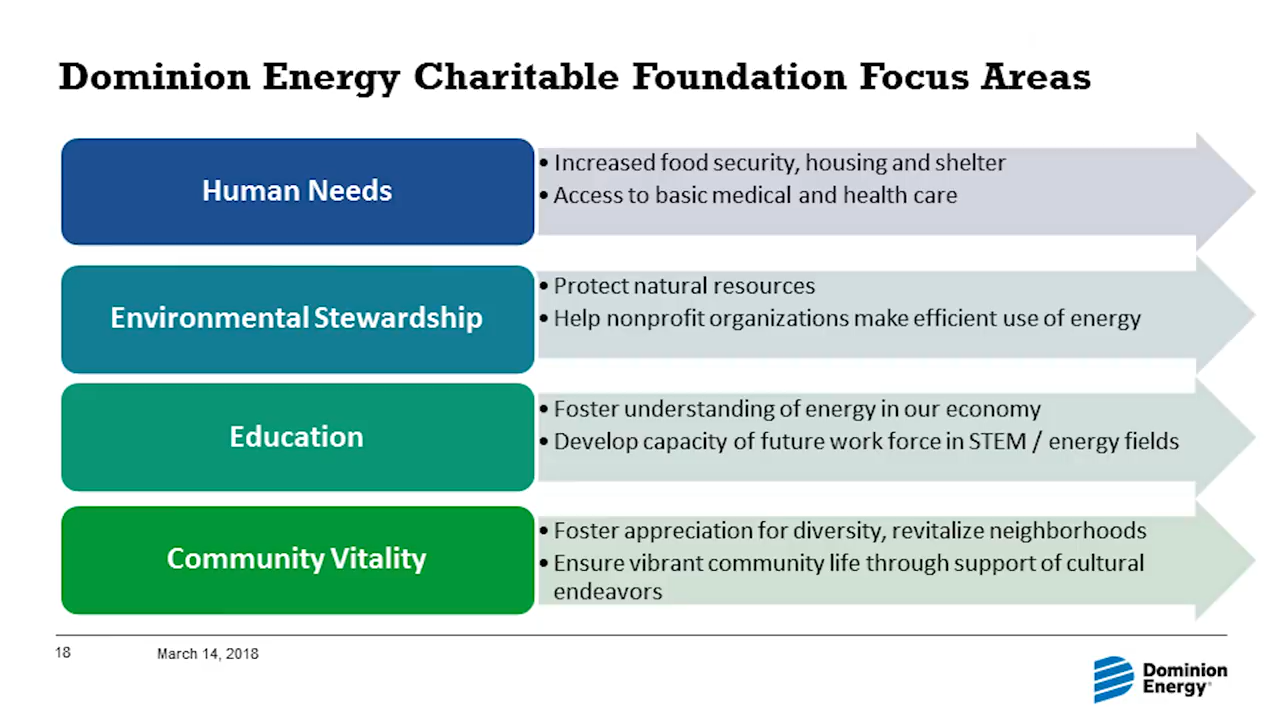 Dominion Energy Charitable Foundation Focus Areas
Human Needs
• Increased food security, housing and shelter
• Access to basic medical and health care
Environmental Stewardship
• Protect natural resources
• Help nonprofit organizations make efficient use of energy
Education
• Foster understanding of energy in our economy
• Develop capacity of future work force in STEM / energy fields
Community Vitality
• Foster appreciation for diversity, revitalize neighborhoods
• Ensure vibrant community life through support of cultural
endeavors
18 March 14, 2018
Dominion
Energy®